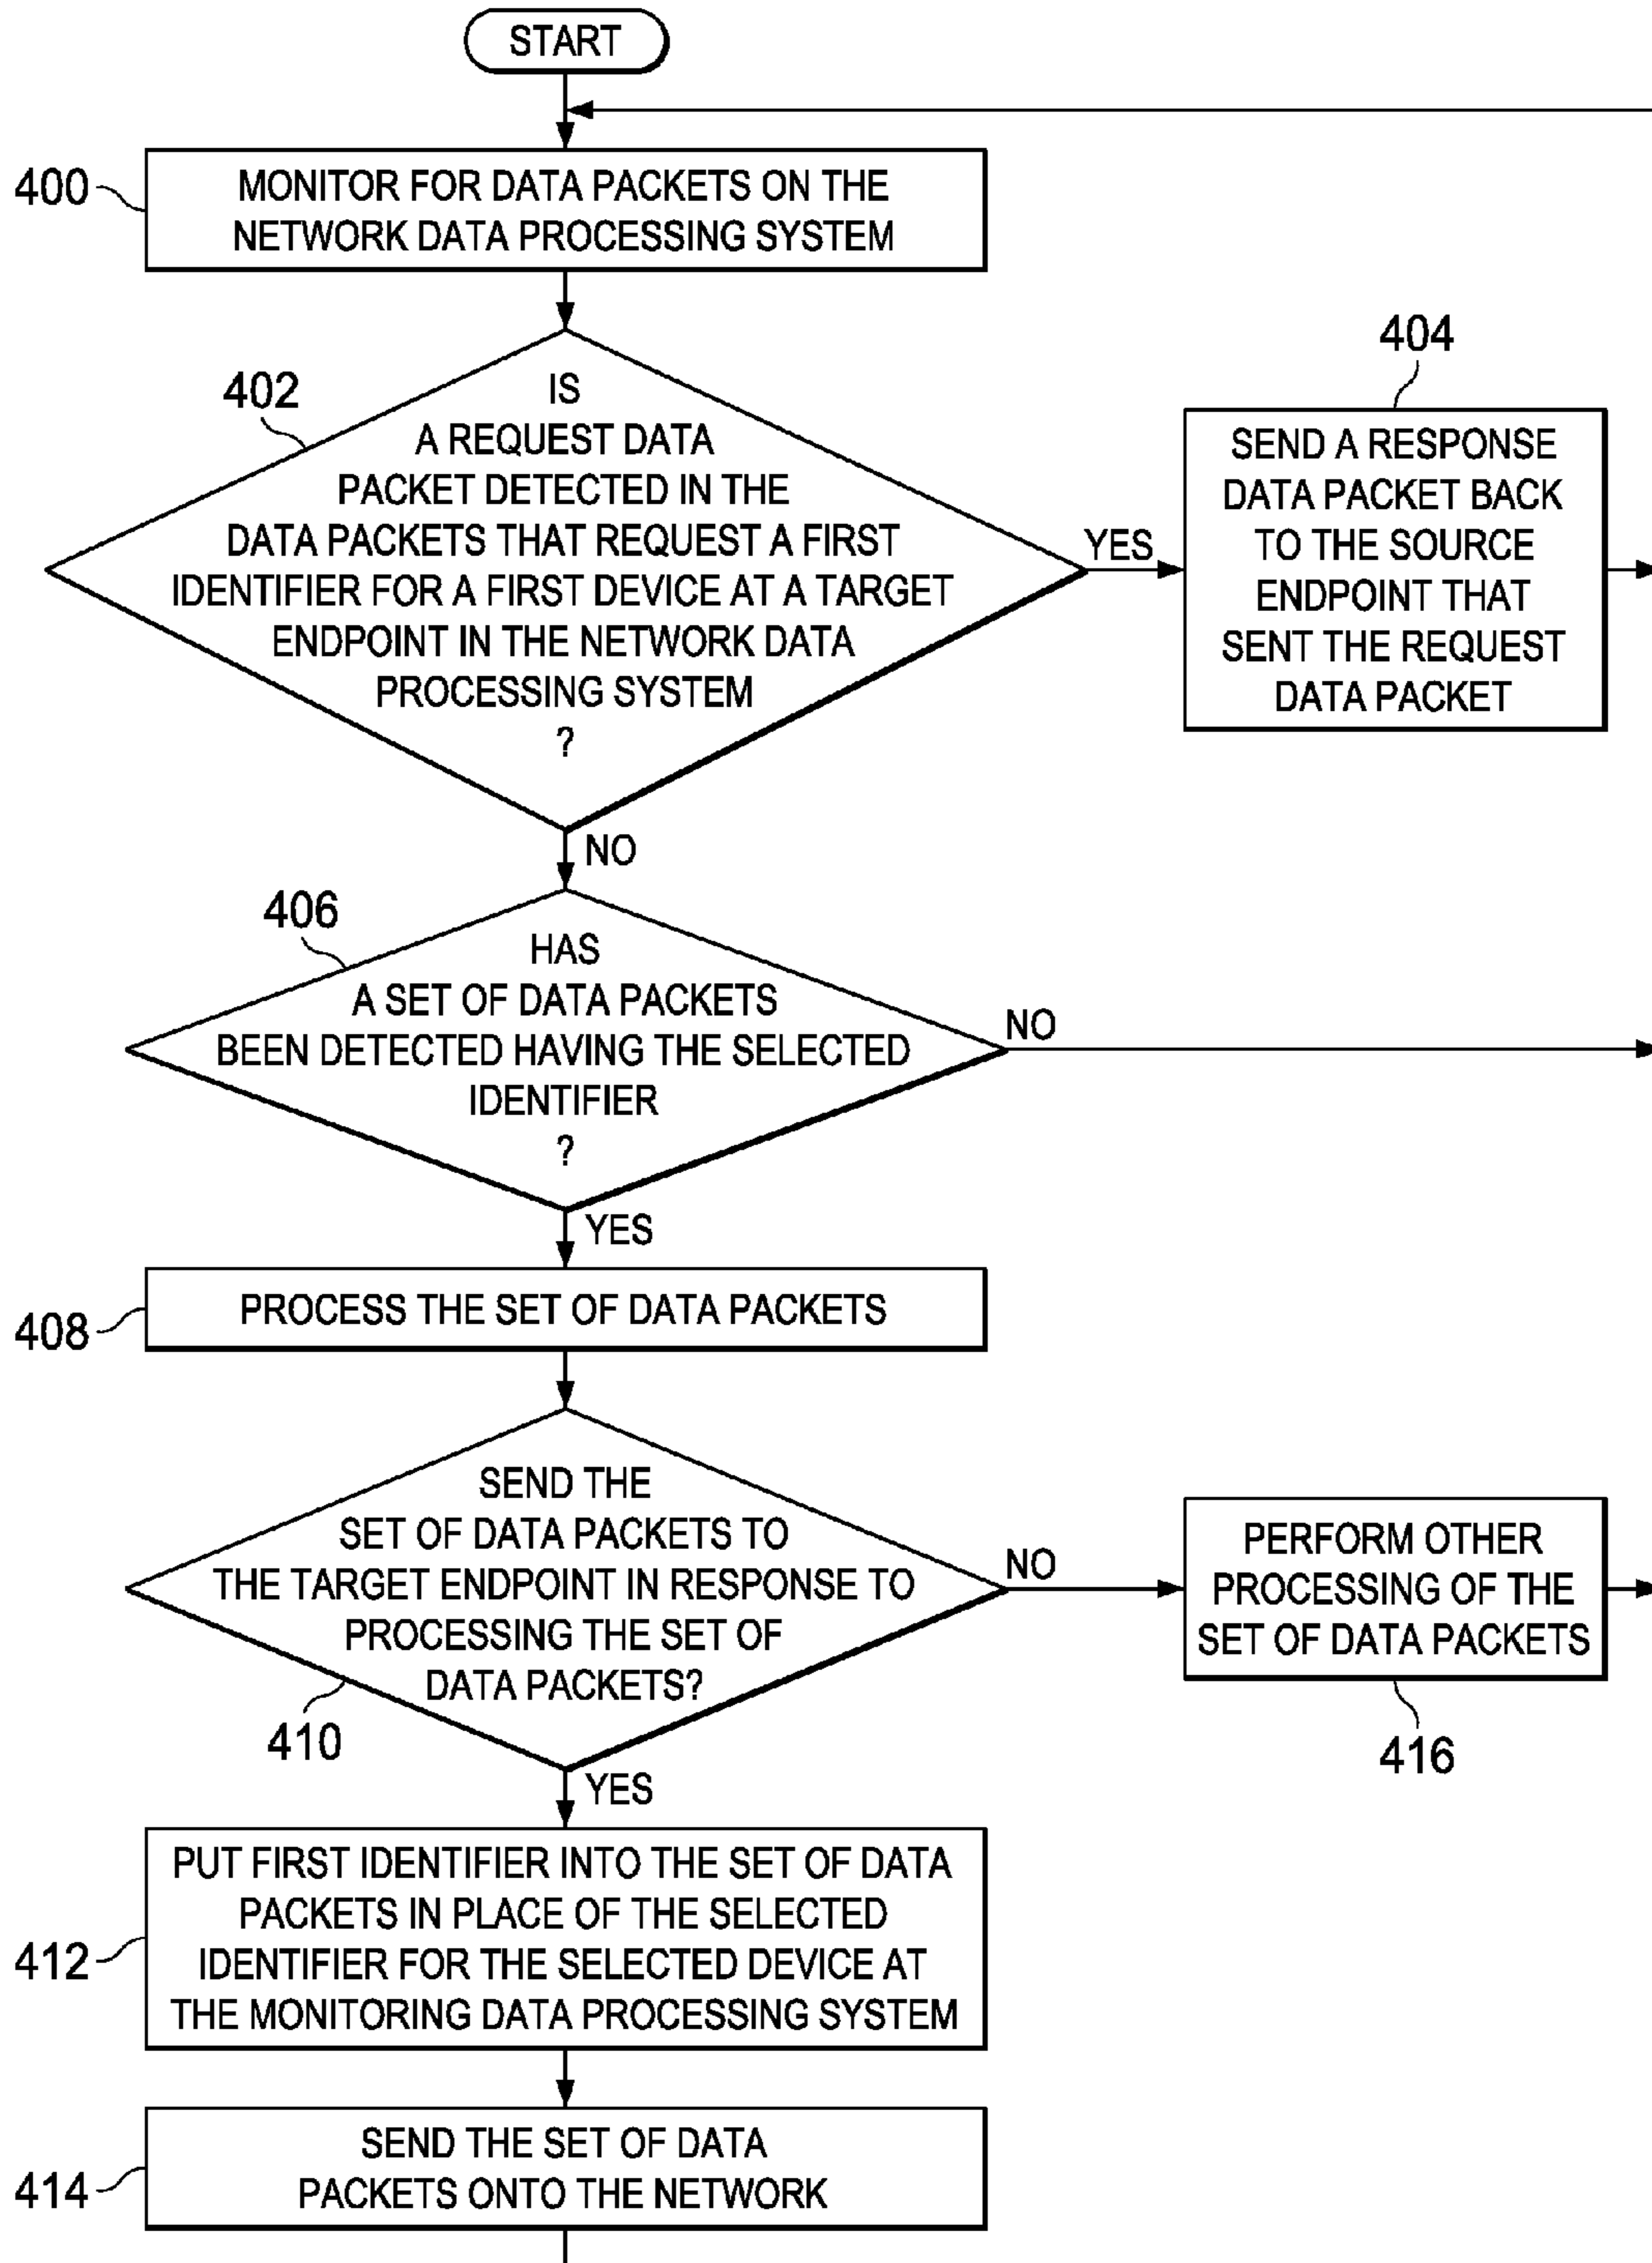 START
400
MONITOR FOR DATA PACKETS ON THE
NETWORK DATA PROCESSING SYSTEM
402
IS
A REQUEST DATA
PACKET DETECTED IN THE
DATA PACKETS THAT REQUEST A FIRST
IDENTIFIER FOR A FIRST DEVICE AT A TARGET
ENDPOINT IN THE NETWORK DATA
PROCESSING SYSTEM
?
YES
404
SEND A RESPONSE
DATA PACKET BACK
TO THE SOURCE
ENDPOINT THAT
SENT THE REQUEST
DATA PACKET
NO
406
HAS
A SET OF DATA PACKETS
BEEN DETECTED HAVING THE SELECTED
IDENTIFIER
?
NO
YES
408
PROCESS THE SET OF DATA PACKETS
SEND THE
SET OF DATA PACKETS TO
THE TARGET ENDPOINT IN RESPONSE TO
PROCESSING THE SET OF
DATA PACKETS?
410
NO
PERFORM OTHER
PROCESSING OF THE
SET OF DATA PACKETS
416
YES
412
PUT FIRST IDENTIFIER INTO THE SET OF DATA
PACKETS IN PLACE OF THE SELECTED
IDENTIFIER FOR THE SELECTED DEVICE AT
THE MONITORING DATA PROCESSING SYSTEM
414
SEND THE SET OF DATA
PACKETS ONTO THE NETWORK